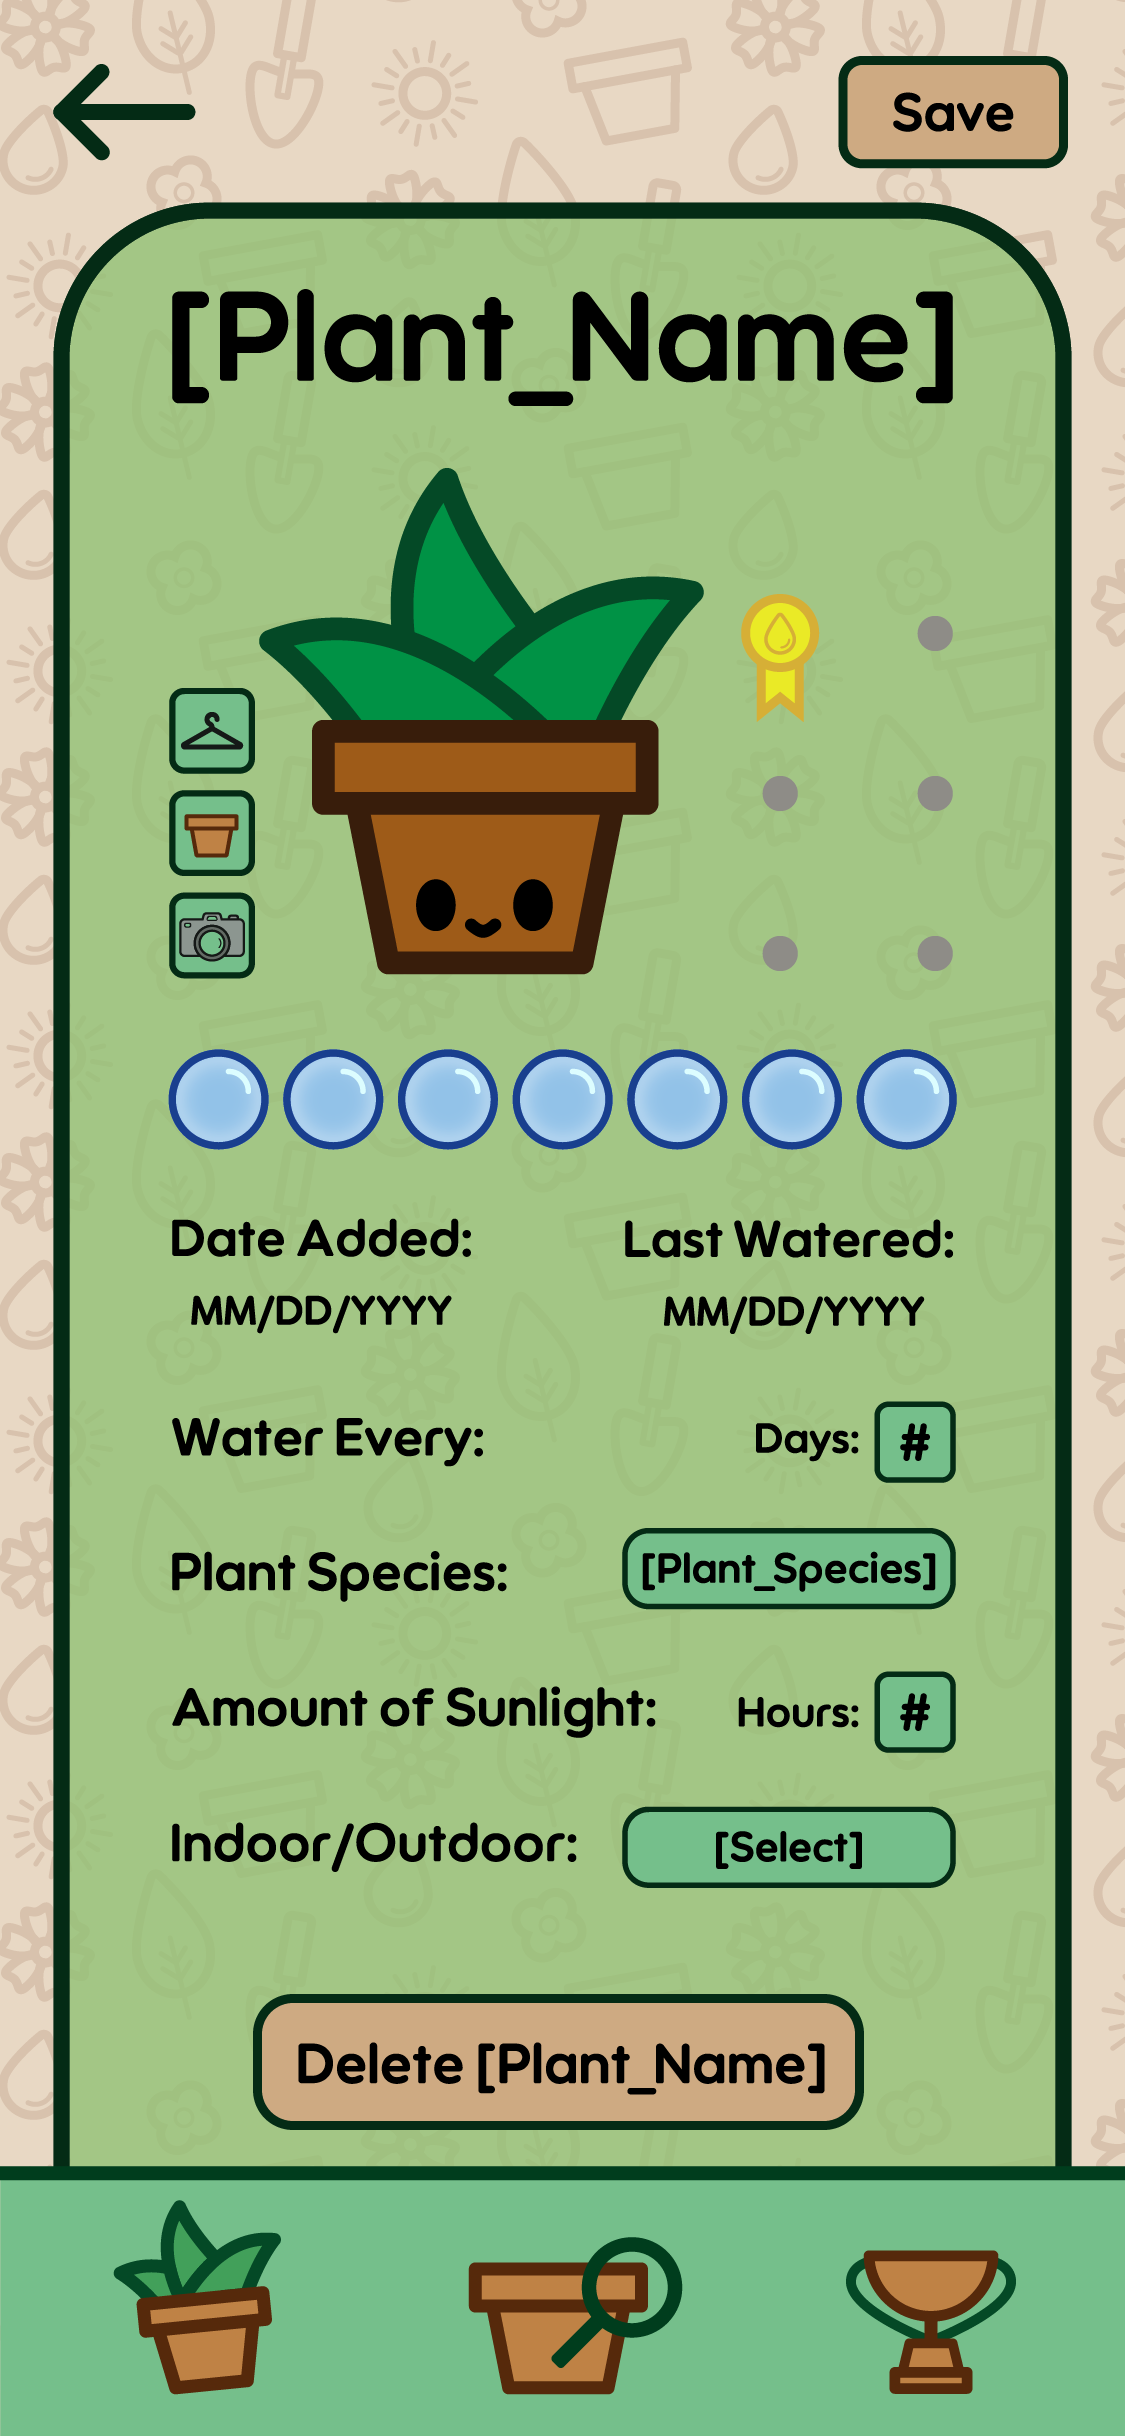 Save
[Plant_Name]
Date Added:
Last Watered:
MM/DD/YYYY
MM/DD/YYYY
Water Every:
Days: #
Plant Species:
[Plant_Species]
Amount of Sunlight:
Hours: #
Indoor/Outdoor:
[Select]
Delete [Plant_Name]